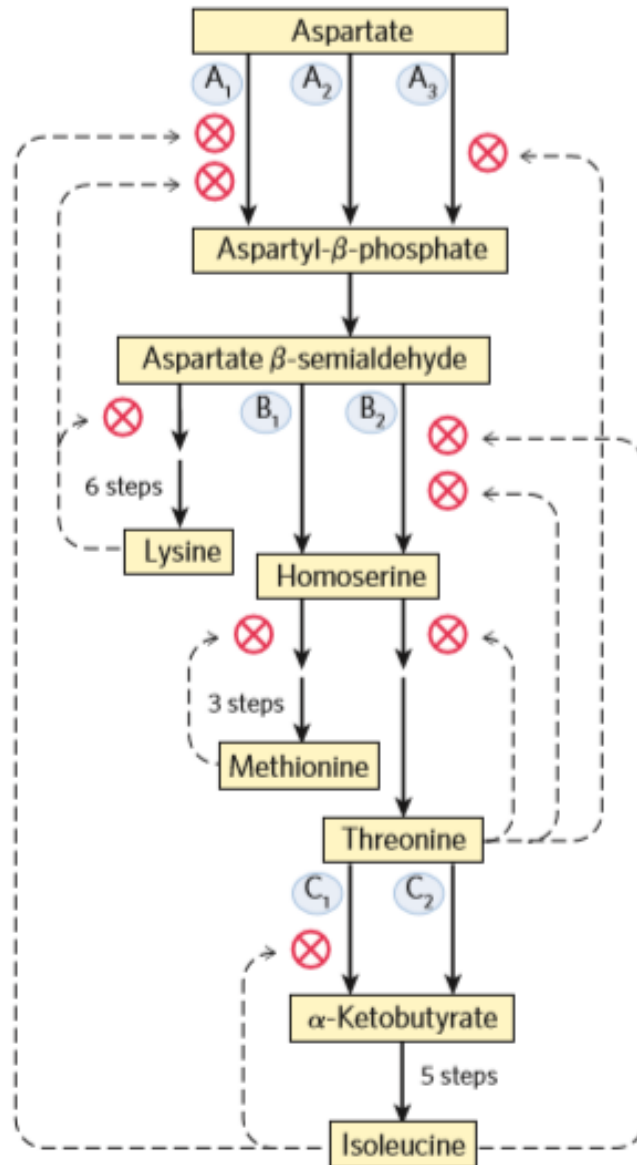 Aspartate
A₁ A₂ A₃
Aspartyl-β-phosphate
Aspartate β-semialdehyde
B₁ B₂
6 steps
Lysine
Homoserine
3 steps
Methionine
Threonine
C₁ C₂
α-Ketobutyrate
5 steps
Isoleucine